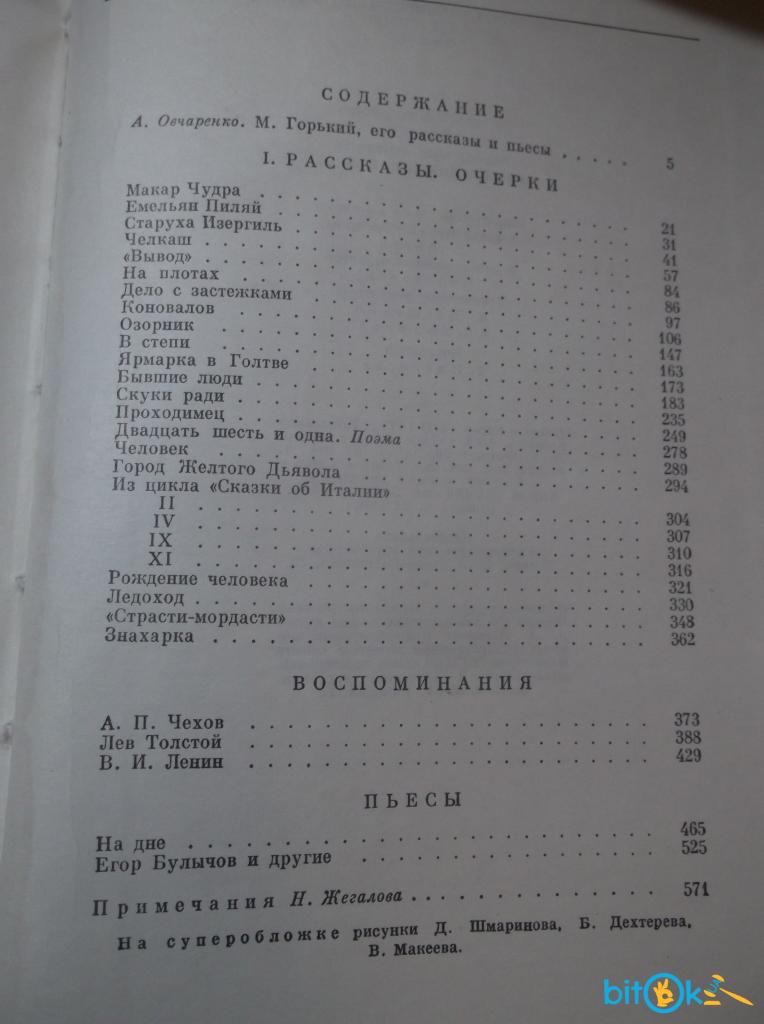 СОДЕРЖАНИЕ
А. Овчаренко. М. Горький, его рассказы и пьесы . . . . . 5
I. РАССКАЗЫ. ОЧЕРКИ
Макар Чудра . . . . . 21
Емельян Пиляй . . . . . 31
Старуха Изергиль . . . . . 41
Челкаш . . . . . 57
«Вывод» . . . . . 84
На плотах . . . . . 86
Дело с застежками . . . . . 97
Коновалов . . . . . 106
Озорник . . . . . 147
В степи . . . . . 163
Ярмарка в Голтве . . . . . 173
Бывшие люди . . . . . 183
Скуки ради . . . . . 235
Проходимец . . . . . 249
Двадцать шесть и одна. Поэма . . . . . 278
Человек . . . . . 289
Город Желтого Дьявола . . . . . 294
Из цикла «Сказки об Италии»
II . . . . . 304
IV . . . . . 307
IX . . . . . 310
XI . . . . . 316
Рождение человека . . . . . 321
Ледоход . . . . . 330
«Страсти-мордасти» . . . . . 348
Знахарка . . . . . 362
ВОСПОМИНАНИЯ
А. П. Чехов . . . . . 373
Лев Толстой . . . . . 388
В. И. Ленин . . . . . 429
ПЬЕСЫ
На дне . . . . . 465
Егор Булычов и другие . . . . . 525
Примечания Н. Жегалова . . . . . 571
На суперобложке рисунки Д. Шмаринова, Б. Дехтерева,
В. Макеева.
bitok